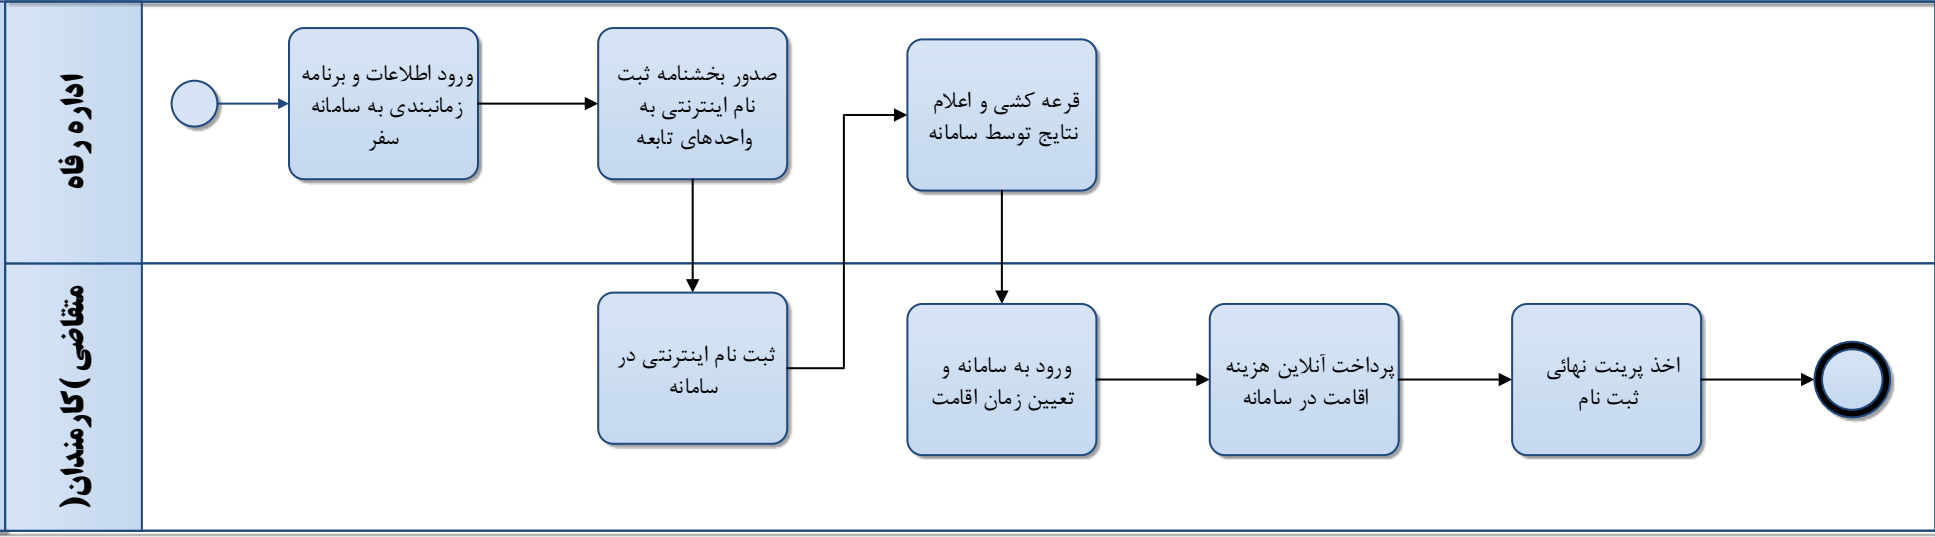 اداره رفاه
ورود اطلاعات و برنامه
زمانبندی به سامانه
سفر
صدور بخشنامه ثبت
نام اینترنتی به
واحدهای تابعه
قرعه کشی و اعلام
نتایج توسط سامانه
متقاضی )کارمندان(
ثبت نام اینترنتی در
سامانه
ورود به سامانه و
تعیین زمان اقامت
پرداخت آنلاین هزینه
اقامت در سامانه
اخذ پرینت نهائی
ثبت نام